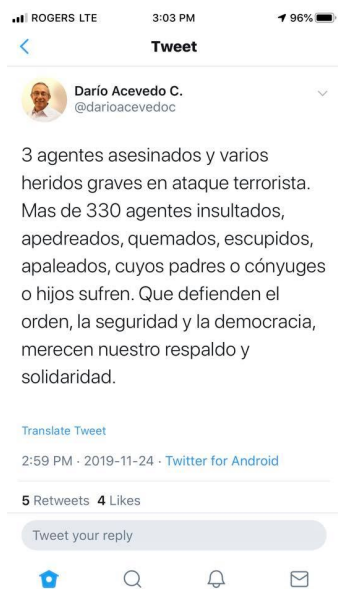 ROGERS LTE 3:03 PM 96%
Tweet
Darío Acevedo C.
@darioacevedoc
3 agentes asesinados y varios
heridos graves en ataque terrorista.
Mas de 330 agentes insultados,
apedreados, quemados, escupidos,
apaleados, cuyos padres o cónyuges
o hijos sufren. Que defienden el
orden, la seguridad y la democracia,
merecen nuestro respaldo y
solidaridad.
Translate Tweet
2:59 PM · 2019-11-24 · Twitter for Android
5 Retweets 4 Likes
Tweet your reply